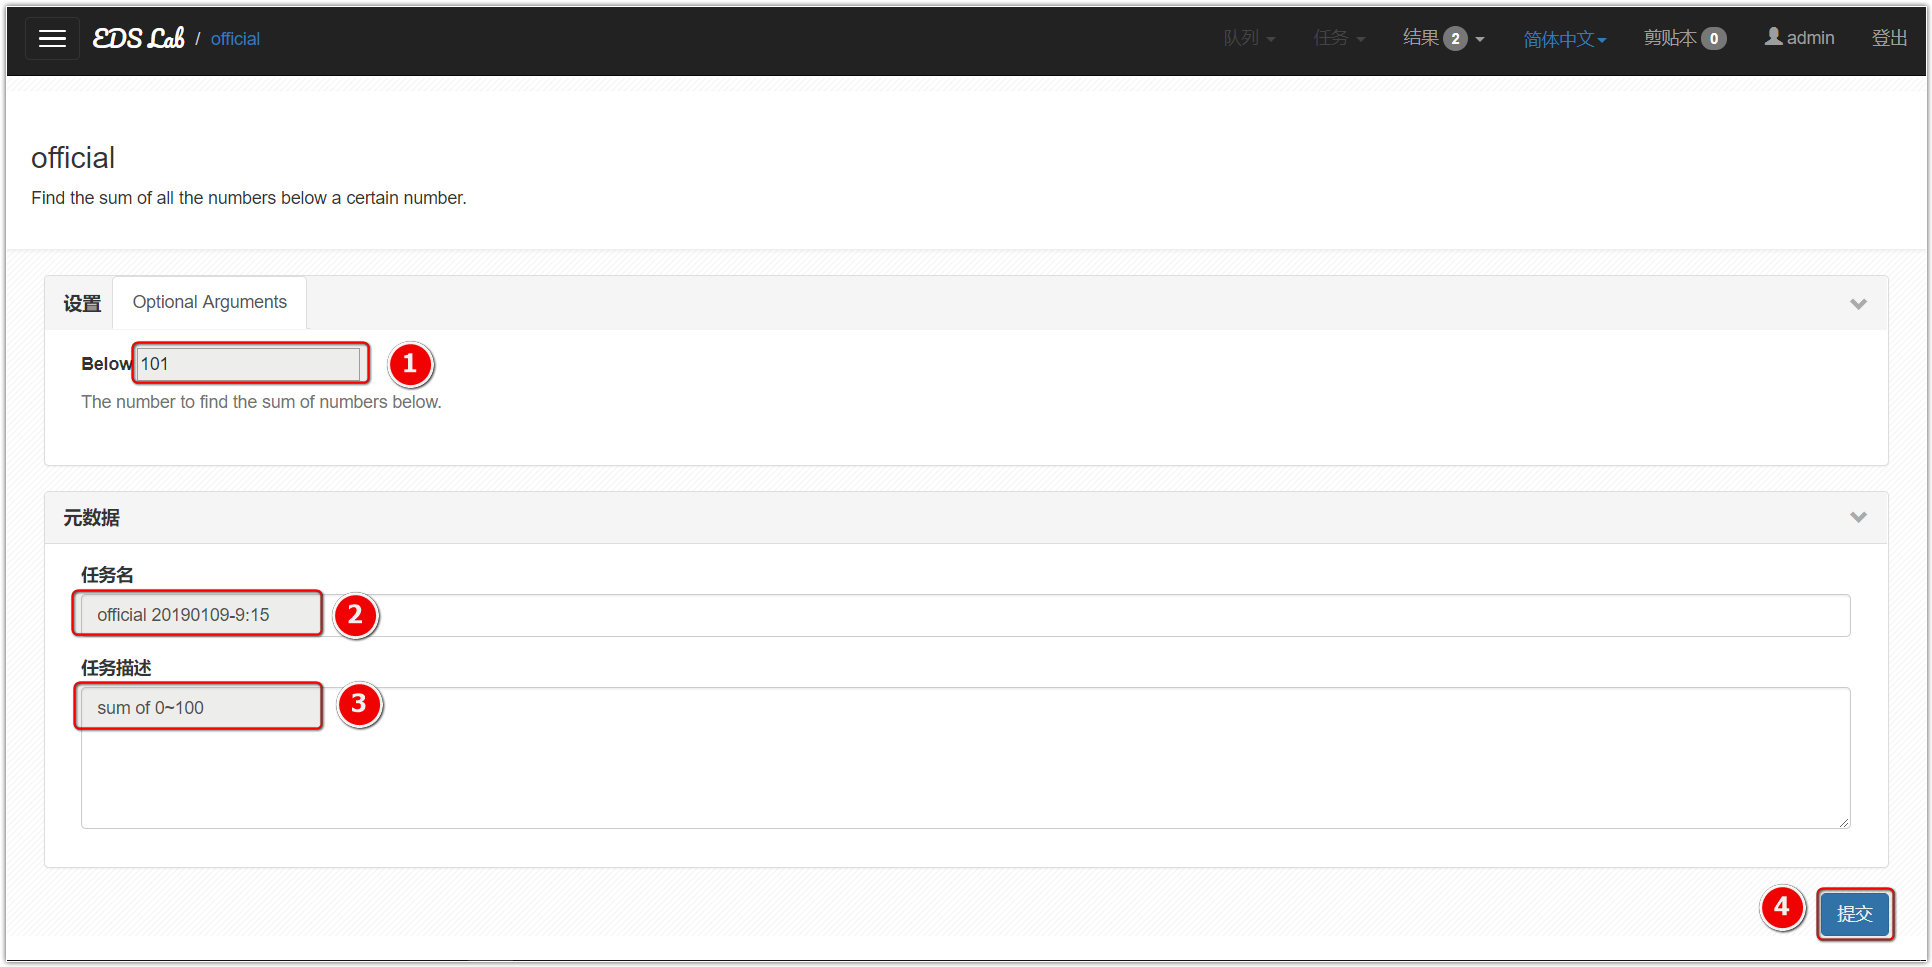 EDS Lab / official 队列 任务 结果 2 简体中文 剪贴本 0 admin 登出
official
Find the sum of all the numbers below a certain number.
设置 Optional Arguments
Below 101 1
The number to find the sum of numbers below.
元数据
任务名
official 20190109-9:15 2
任务描述
sum of 0~100 3
4 提交